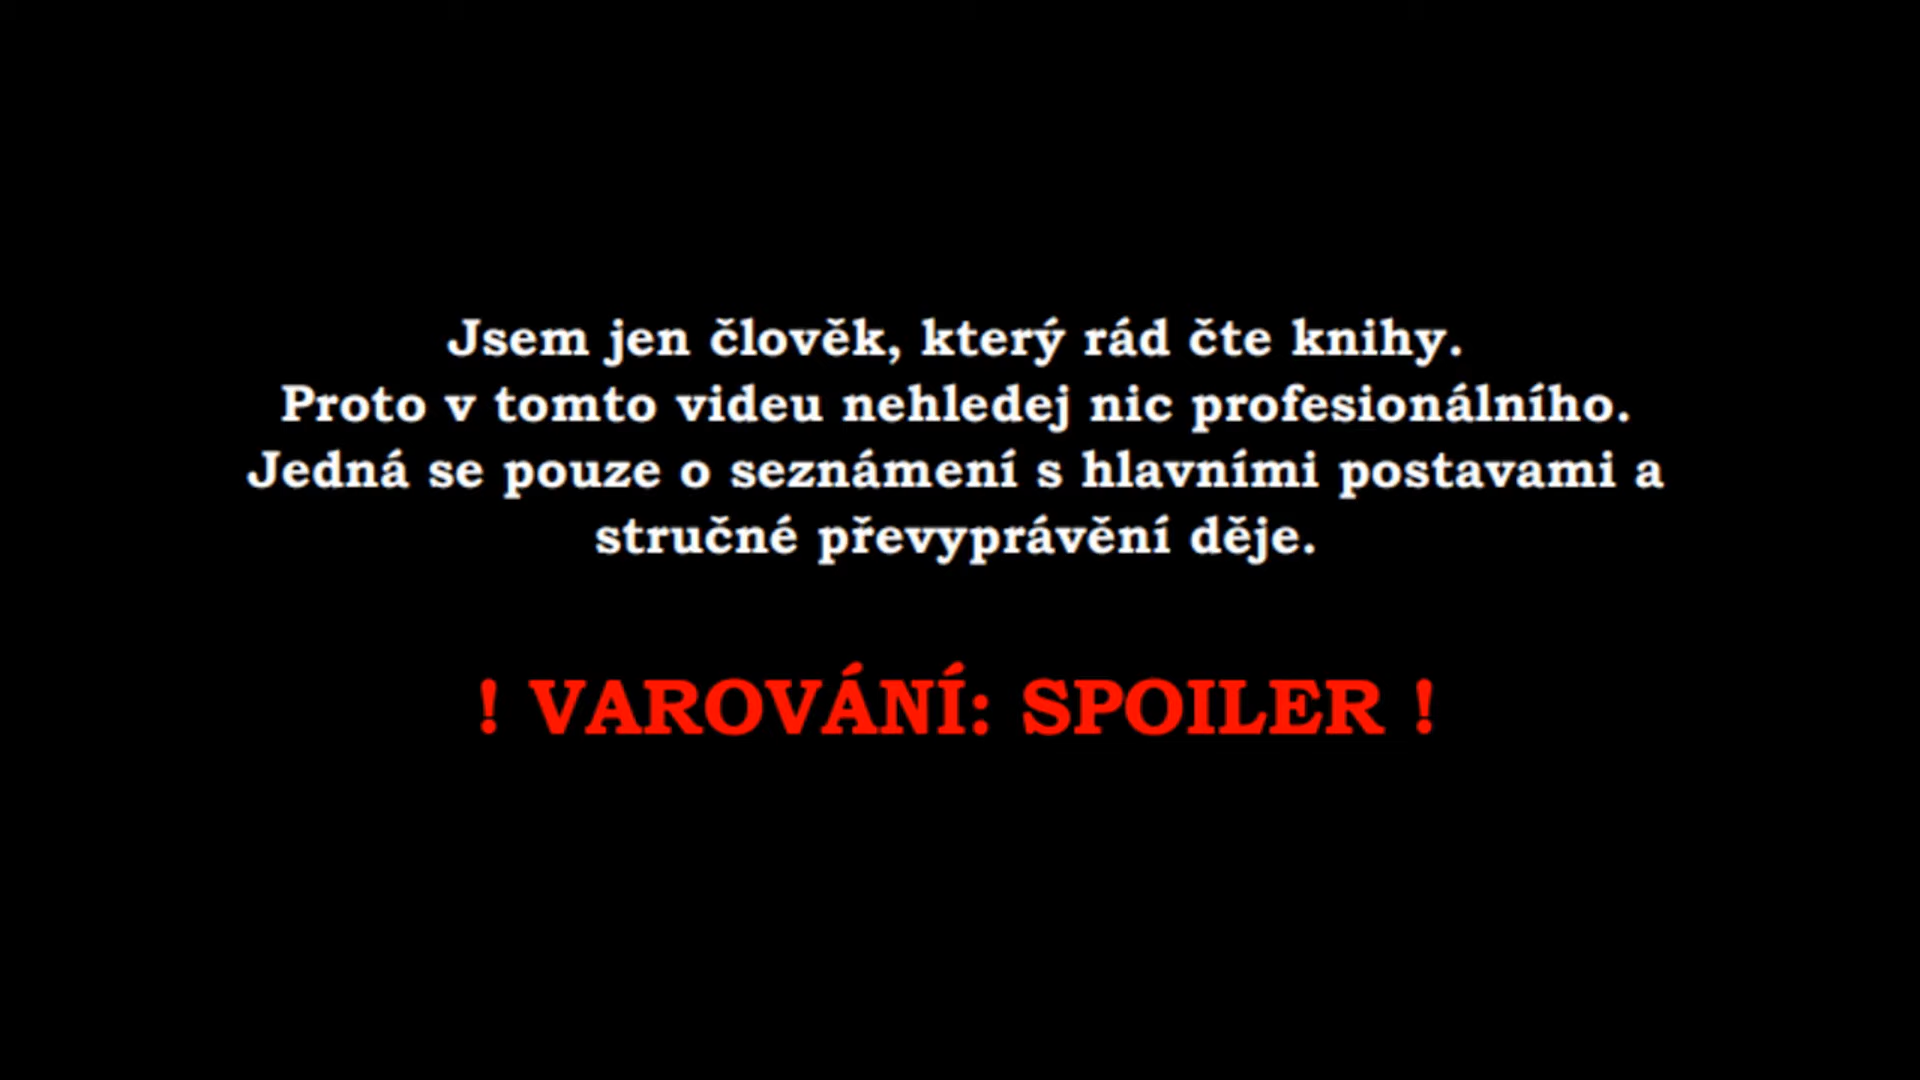 Jsem jen člověk, který rád čte knihy.
Proto v tomto videu nehledej nic profesionálního.
Jedná se pouze o seznámení s hlavními postavami a
stručné převyprávění děje.
! VAROVÁNÍ: SPOILER !